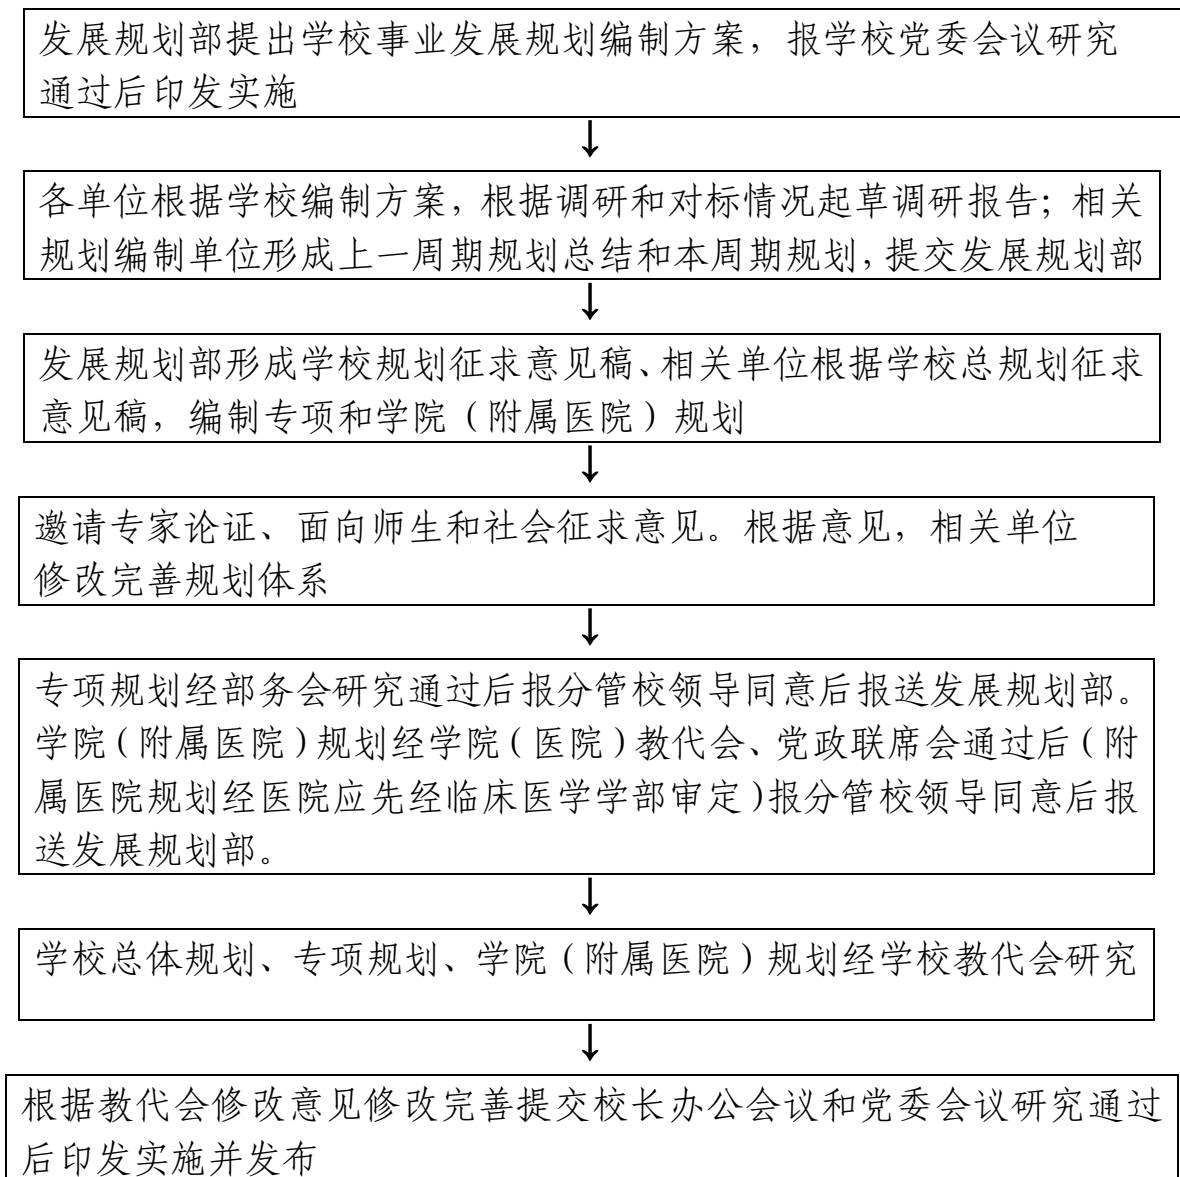 发展规划部提出学校事业发展规划编制方案，报学校党委会议研究
通过后印发实施
各单位根据学校编制方案，根据调研和对标情况起草调研报告；相关
规划编制单位形成上一周期规划总结和本周期规划，提交发展规划部
发展规划部形成学校规划征求意见稿、相关单位根据学校总规划征求
意见稿，编制专项和学院（附属医院）规划
邀请专家论证、面向师生和社会征求意见。根据意见，相关单位
修改完善规划体系
专项规划经部务会研究通过后报分管校领导同意后报送发展规划部。
学院（附属医院）规划经学院（医院）教代会、党政联席会通过后（附
属医院规划经医院应先经临床医学学部审定）报分管校领导同意后报
送发展规划部。
学校总体规划、专项规划、学院（附属医院）规划经学校教代会研究
根据教代会修改意见修改完善提交校长办公会议和党委会议研究通过
后印发实施并发布